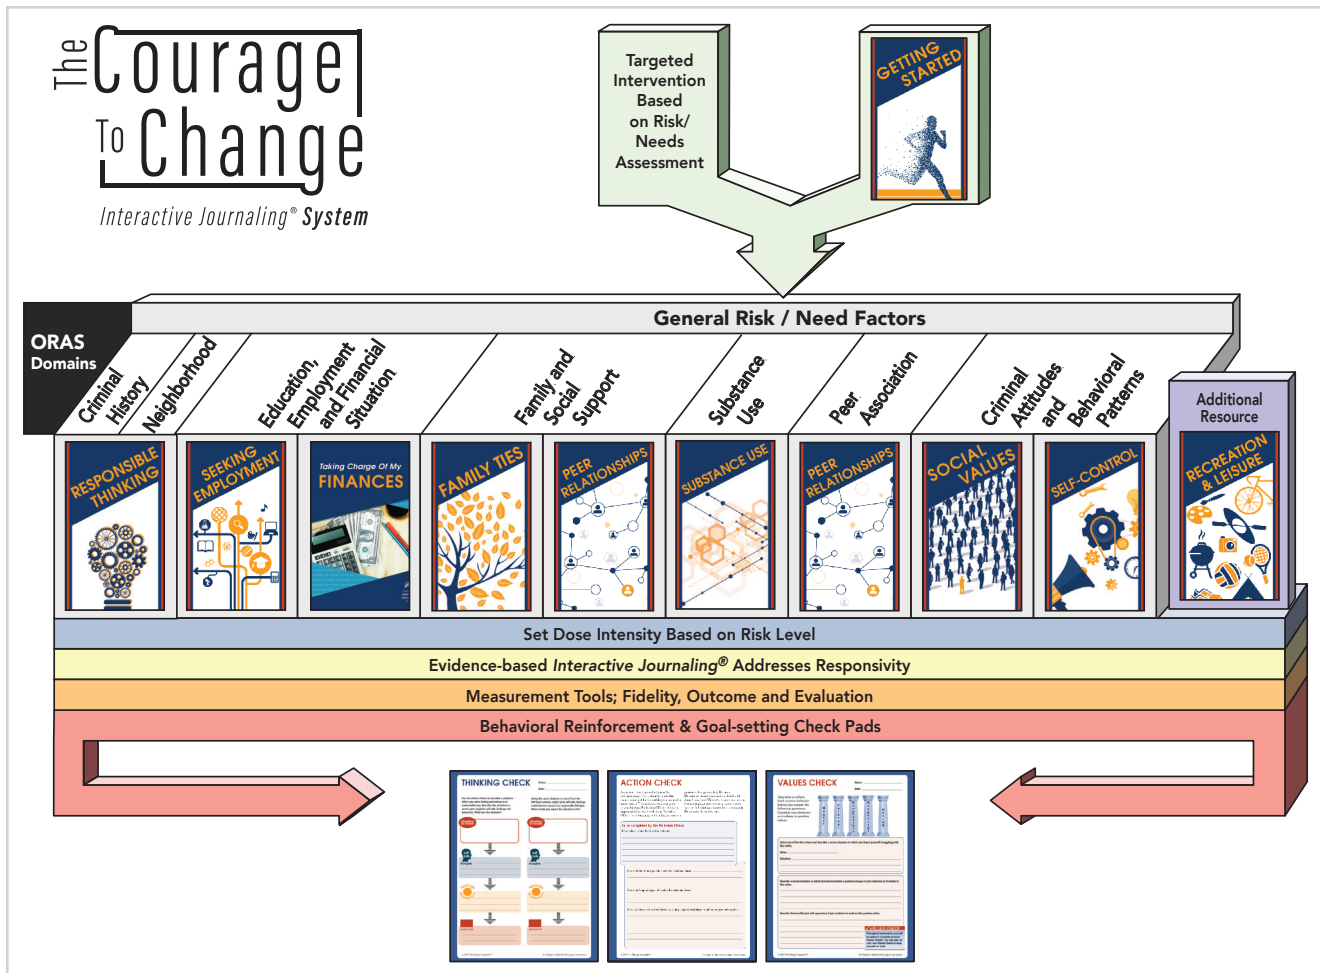 The Courage
To Change
Interactive Journaling® System
Targeted
Intervention
Based
on Risk/
Needs
Assessment
GETTING
STARTED
ORAS
Domains
General Risk / Need Factors
Criminal
History
Neighborhood
Education,
Employment
and Financial
Situation
Family and
Social
Support
Substance
Use
Peer
Association
Criminal
Attitudes
and
Behavioral
Patterns
Additional
Resource
RESPONSIBLE
THINKING
SEEKING
EMPLOYMENT
Taking Charge Of My
FINANCES
FAMILY TIES
PEER
RELATIONSHIPS
SUBSTANCE USE
PEER
RELATIONSHIPS
SOCIAL
VALUES
SELF-CONTROL
RECREATION
& LEISURE
Set Dose Intensity Based on Risk Level
Evidence-based Interactive Journaling® Addresses Responsivity
Measurement Tools; Fidelity, Outcome and Evaluation
Behavioral Reinforcement & Goal-setting Check Pads
THINKING CHECK
ACTION CHECK
VALUES CHECK